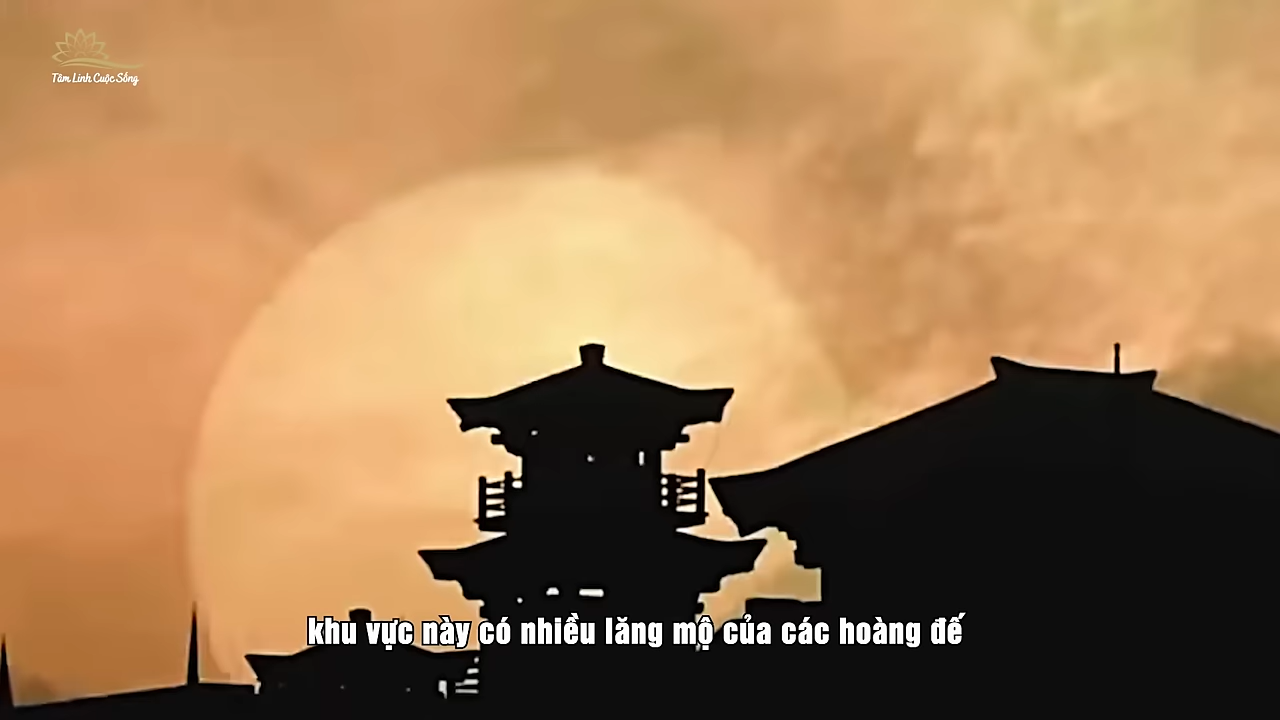 Tâm Linh Cuộc Sống
khu vực này có nhiều lăng mộ của các hoàng đế